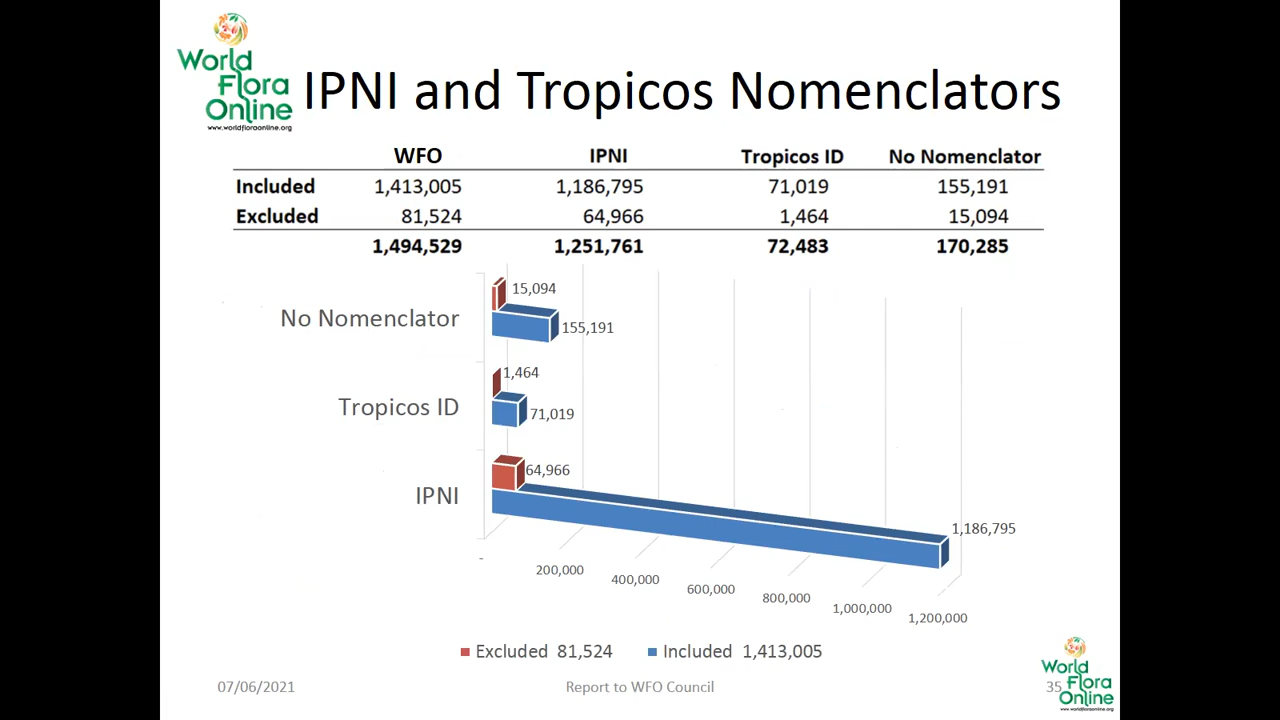 World
Flora
Online
www.worldfloraonline.org
IPNI and Tropicos Nomenclators
WFO IPNI Tropicos ID No Nomenclator
Included 1,413,005 1,186,795 71,019 155,191
Excluded 81,524 64,966 1,464 15,094
1,494,529 1,251,761 72,483 170,285
15,094
No Nomenclator
155,191
1,464
Tropicos ID
71,019
64,966
IPNI
1,186,795
-
200,000
400,000
600,000
800,000
1,000,000
1,200,000
Excluded 81,524 Included 1,413,005
07/06/2021 Report to WFO Council 35
World
Flora
Online
www.worldfloraonline.org